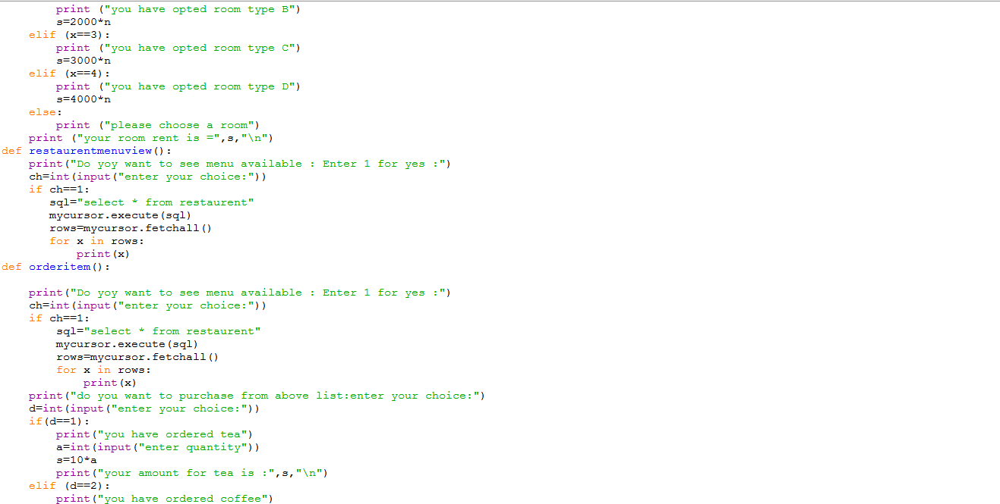 print ("you have opted room type B")
        s=2000*n
    elif (x==3):
        print ("you have opted room type C")
        s=3000*n
    elif (x==4):
        print ("you have opted room type D")
        s=4000*n
    else:
        print ("please choose a room")
    print ("your room rent is =",s,"\n")
def restaurentmenuview():
    print("Do yoy want to see menu available : Enter 1 for yes :")
    ch=int(input("enter your choice:"))
    if ch==1:
       sql="select * from restaurent"
       mycursor.execute(sql)
       rows=mycursor.fetchall()
       for x in rows:
           print(x)
def orderitem():

    print("Do yoy want to see menu available : Enter 1 for yes :")
    ch=int(input("enter your choice:"))
    if ch==1:
        sql="select * from restaurent"
        mycursor.execute(sql)
        rows=mycursor.fetchall()
        for x in rows:
            print(x)
    print("do you want to purchase from above list:enter your choice:")
    d=int(input("enter your choice:"))
    if(d==1):
        print("you have ordered tea")
        a=int(input("enter quantity"))
        s=10*a
        print("your amount for tea is :",s,"\n")
    elif (d==2):
        print("you have ordered coffee")